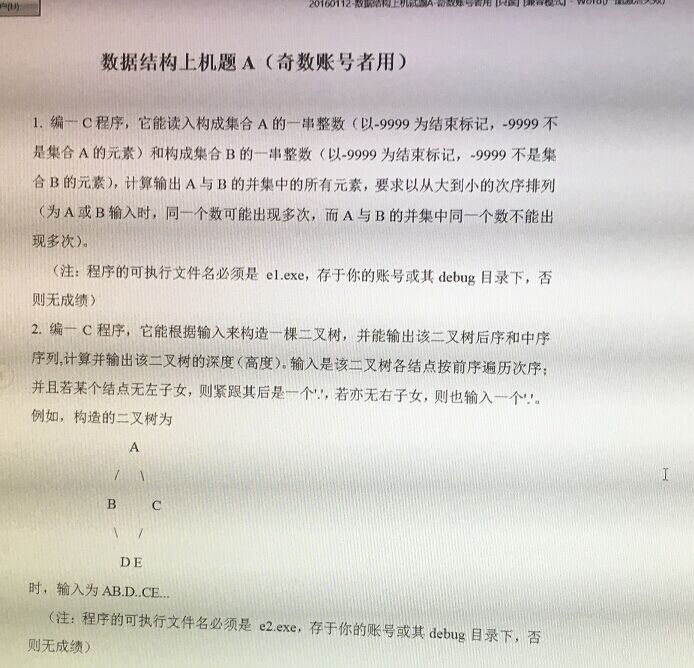 户(U)
20160112-数据结构上机试题A-奇数账号者用 [只读] [兼容模式] - Word(
数据结构上机题 A（奇数账号者用）
1. 编一 C 程序，它能读入构成集合 A 的一串整数（以-9999 为结束标记，-9999 不
是集合 A 的元素）和构成集合 B 的一串整数（以-9999 为结束标记，-9999 不是集
合 B 的元素），计算输出 A 与 B 的并集中的所有元素，要求以从大到小的次序排列
（为 A 或 B 输入时，同一个数可能出现多次，而 A 与 B 的并集中同一个数不能出
现多次）。
（注：程序的可执行文件名必须是 e1.exe，存于你的账号或其 debug 目录下，否
则无成绩）
2. 编一 C 程序，它能根据输入来构造一棵二叉树，并能输出该二叉树后序和中序
序列,计算并输出该二叉树的深度（高度）。输入是该二叉树各结点按前序遍历次序；
并且若某个结点无左子女，则紧跟其后是一个'.'，若亦无右子女，则也输入一个'.'。
例如，构造的二叉树为
A
/ \
B C
\ /
D E
时，输入为 AB.D..CE...
（注：程序的可执行文件名必须是 e2.exe，存于你的账号或其 debug 目录下，否
则无成绩）